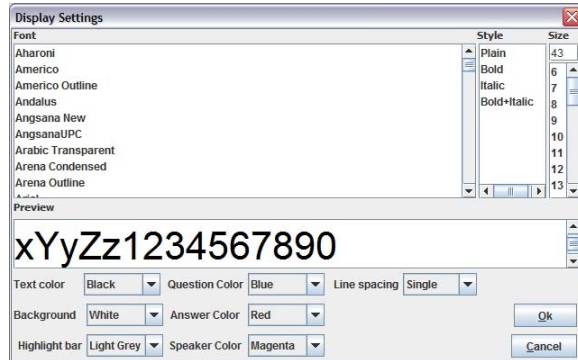 Display Settings
Font Style Size
Aharoni Plain 43
Americo Bold 6
Americo Outline Italic 7
Andalus Bold+Italic 8
Angsana New 9
AngsanaUPC 10
Arabic Transparent 11
Arena Condensed 12
Arena Outline 13
Preview
xYyZz1234567890
Text color Black Question Color Blue Line spacing Single
Background White Answer Color Red Ok
Highlight bar Light Grey Speaker Color Magenta Cancel